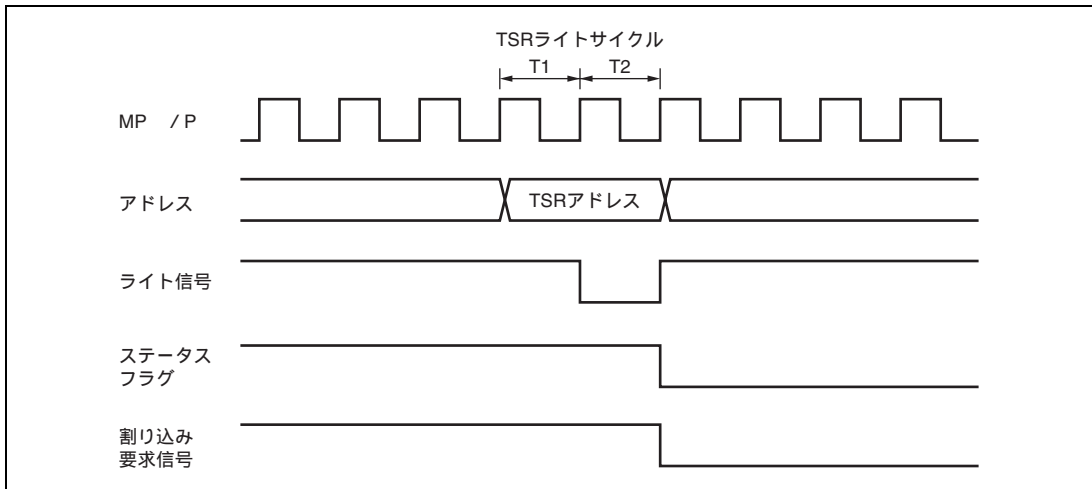 TSRライトサイクル
T1 T2
MP / P
アドレス
TSRアドレス
ライト信号
ステータス
フラグ
割り込み
要求信号